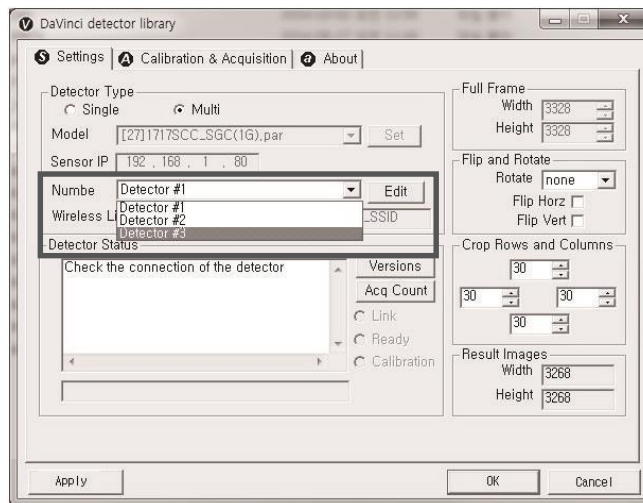 DaVinci detector library
Settings Calibration & Acquisition About
Detector Type
Single Multi
Model [27]1717SCC_SGC(1G),par Set
Sensor IP 192 . 168 . 1 . 80
Numbe Detector #1 Edit
Detector #1
Wireless L _SSID
Detector #2
Detector #3
Detector Status
Check the connection of the detector
Versions
Acq Count
Link
Ready
Calibration
Full Frame
Width 3328
Height 3328
Flip and Rotate
Rotate none
Flip Horz
Flip Vert
Crop Rows and Columns
30
30 30
30
Result Images
Width 3268
Height 3268
Apply OK Cancel